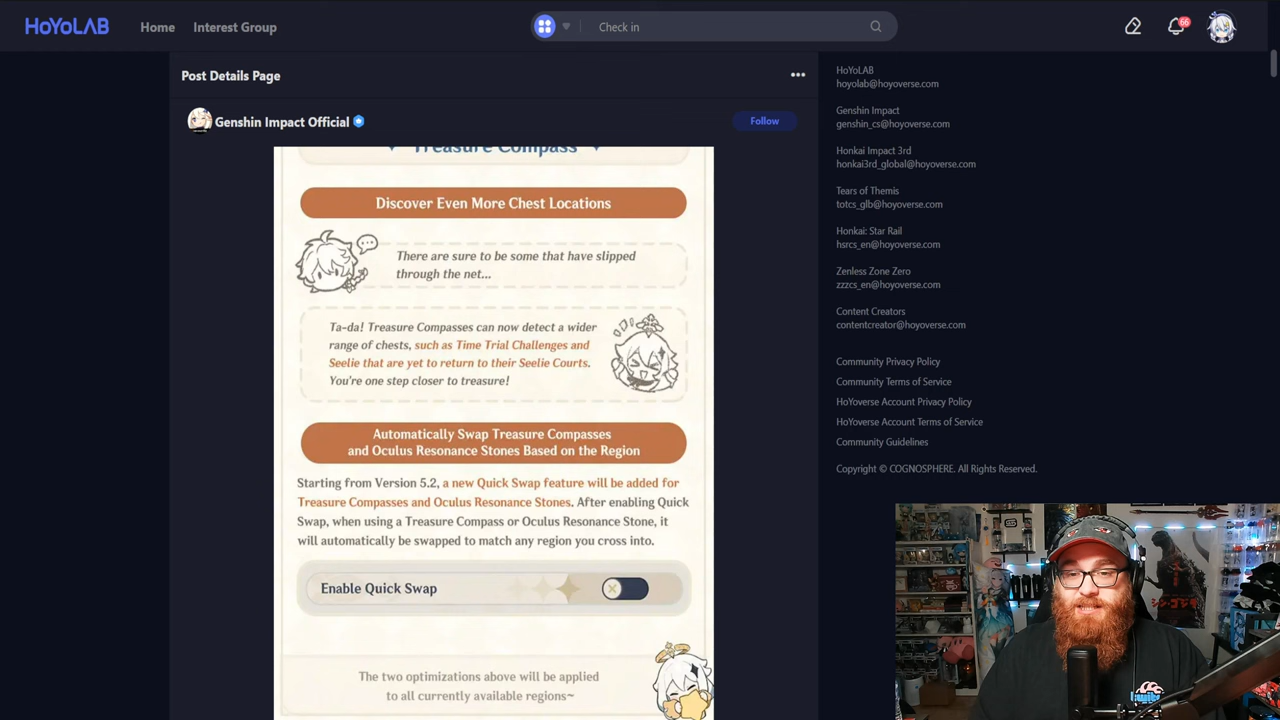 HoYoLAB
Home
Interest Group
Check in
66
Post Details Page
Genshin Impact Official
Follow
Treasure Compass
Discover Even More Chest Locations
There are sure to be some that have slipped
through the net...
Ta-da! Treasure Compasses can now detect a wider
range of chests, such as Time Trial Challenges and
Seelie that are yet to return to their Seelie Courts.
You're one step closer to treasure!
Automatically Swap Treasure Compasses
and Oculus Resonance Stones Based on the Region
Starting from Version 5.2, a new Quick Swap feature will be added for
Treasure Compasses and Oculus Resonance Stones. After enabling Quick
Swap, when using a Treasure Compass or Oculus Resonance Stone, it
will automatically be swapped to match any region you cross into.
Enable Quick Swap
The two optimizations above will be applied
to all currently available regions~
HoYoLAB
hoyolab@hoyoverse.com
Genshin Impact
genshin_cs@hoyoverse.com
Honkai Impact 3rd
honkai3rd_global@hoyoverse.com
Tears of Themis
totcs_glb@hoyoverse.com
Honkai: Star Rail
hsrcs_en@hoyoverse.com
Zenless Zone Zero
zzzcs_en@hoyoverse.com
Content Creators
contentcreator@hoyoverse.com
Community Privacy Policy
Community Terms of Service
HoYoverse Account Privacy Policy
HoYoverse Account Terms of Service
Community Guidelines
Copyright © COGNOSPHERE. All Rights Reserved.
シン・ゴジラ